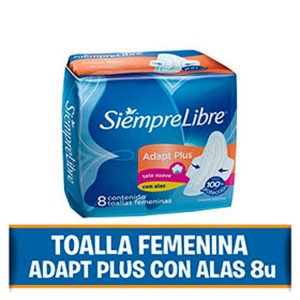 SiempreLibre
Adapt Plus
tela suave
con alas
8 contenido
toallas femeninas
100%
TOALLA FEMENINA
ADAPT PLUS CON ALAS 8u